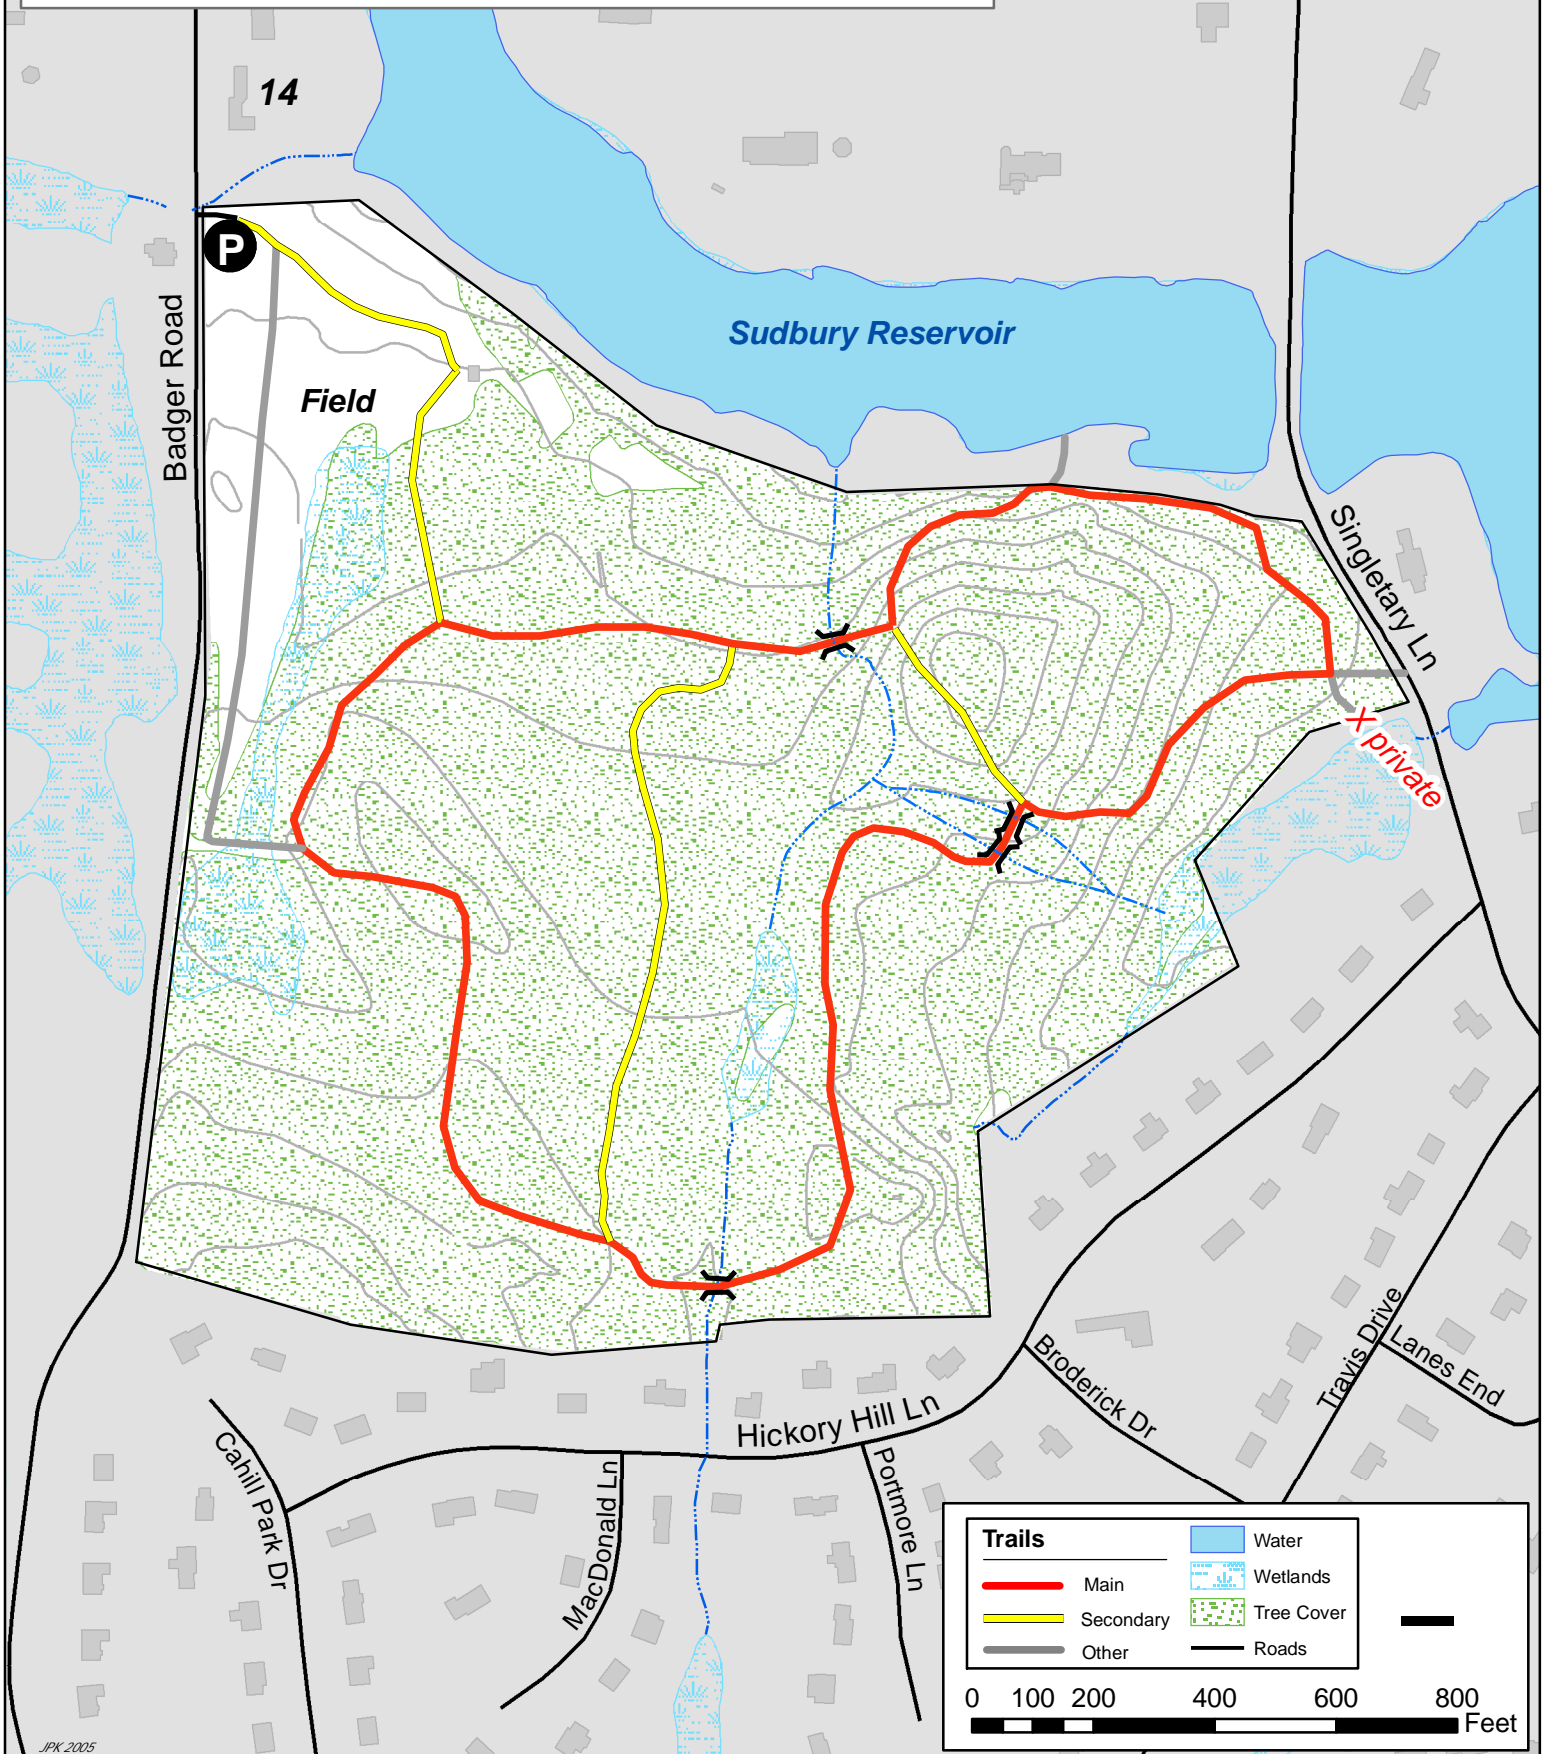 14
P
Badger Road
Field
Sudbury Reservoir
Singletary Ln
X private
Hickory Hill Ln
Broderick Dr
Travis Drive
Lanes End
Cahill Park Dr
MacDonald Ln
Portmore Ln
Trails
Main
Secondary
Other
Water
Wetlands
Tree Cover
Roads
0 100 200 400 600 800
Feet
JPK 2005